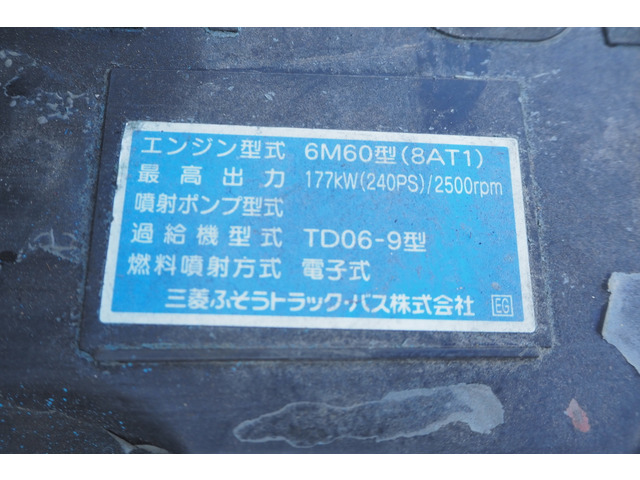 エンジン型式 6M60型(8AT1)
最高出力 177kW(240PS)/2500rpm
噴射ポンプ型式
過給機型式 TD06-9型
燃料噴射方式 電子式
三菱ふそうトラック・バス株式会社 EG